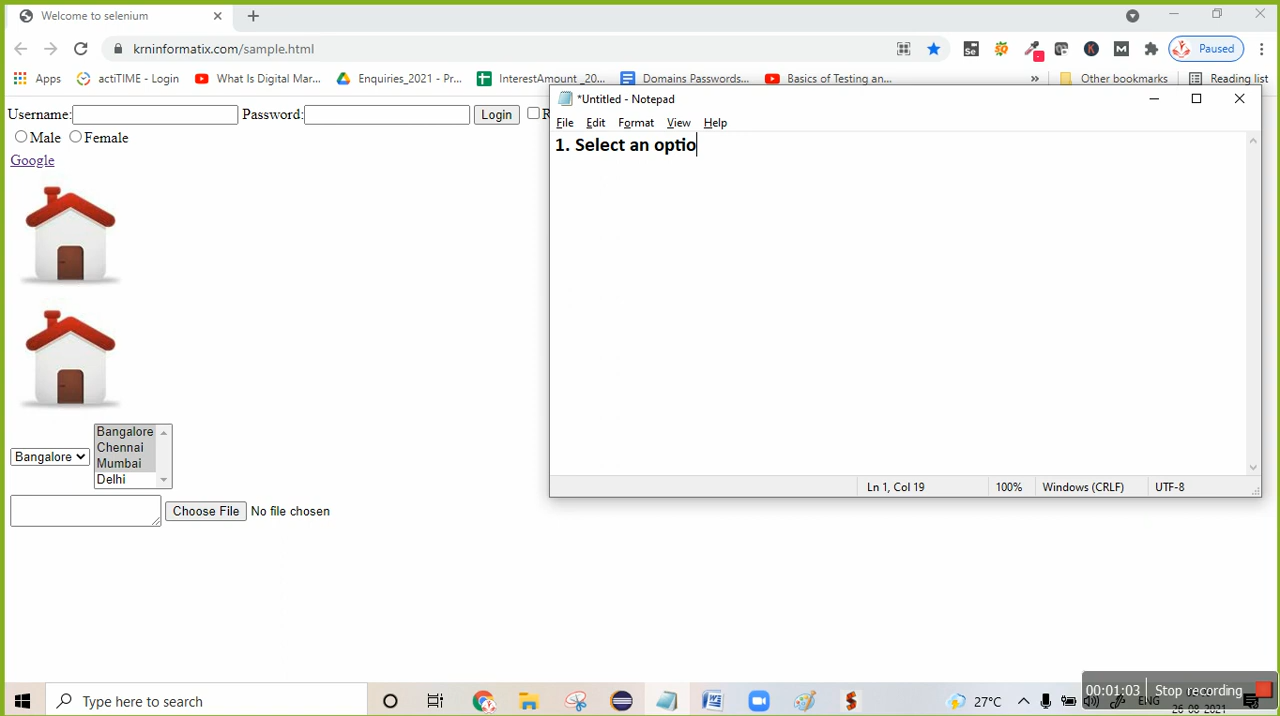 Welcome to selenium
krninformatix.com/sample.html
Paused
Apps
actiTIME - Login
What Is Digital Mar...
Enquiries_2021 - Pr...
InterestAmount_20...
Domains Passwords...
Basics of Testing an...
»
Other bookmarks
Reading list
Username:
Password:
Login
R
Male
Female
Google
Bangalore
Bangalore
Chennai
Mumbai
Delhi
Choose File
No file chosen
*Untitled - Notepad
File Edit Format View Help
1. Select an optio
Ln 1, Col 19
100%
Windows (CRLF)
UTF-8
Type here to search
27°C
ENG
26-08-2021
00:01:03
Stop recording